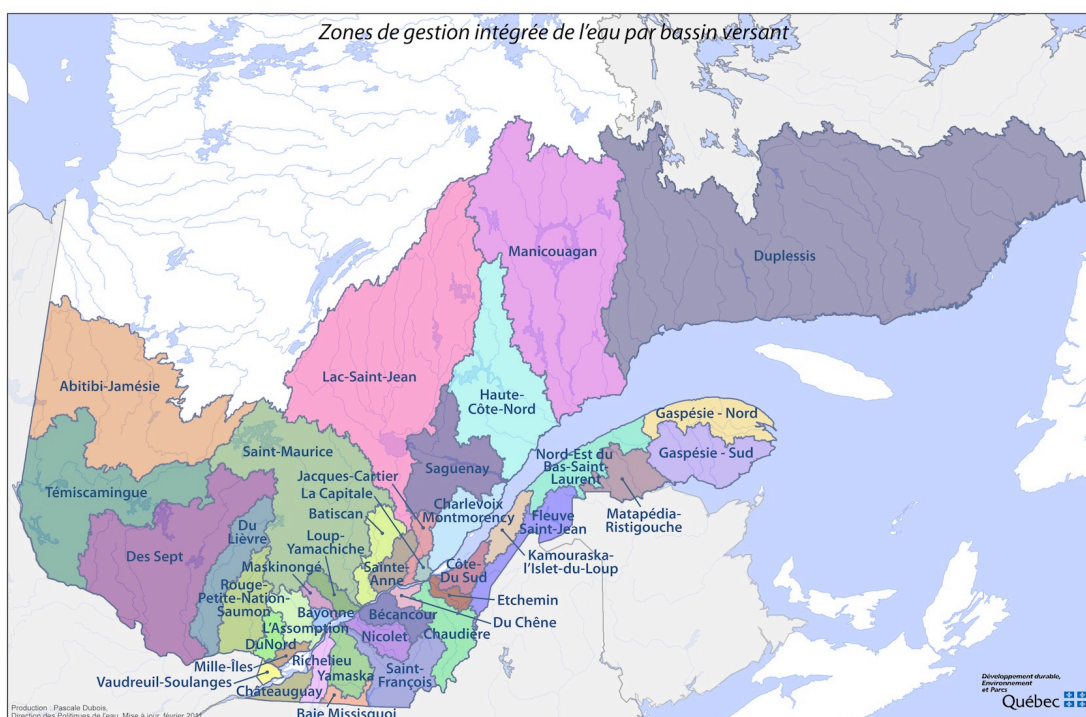 Zones de gestion intégrée de l'eau par bassin versant
Manicouagan
Duplessis
Lac-Saint-Jean
Abitibi-Jamésie
Haute-
Côte-Nord
Gaspésie - Nord
Saint-Maurice
Nord-Est du
Bas-Saint-
Laurent
Gaspésie - Sud
Saguenay
Jacques-Cartier
Témiscamingue
La Capitale
Charlevoix
Montmorency
Batiscan
Fleuve
Saint-Jean
Matapédia-
Ristigouche
Du
Lièvre
Loup-
Yamachiche
Des Sept
Kamouraska-
l'Islet-du-Loup
Maskinongé
Sainte-
Anne
Côte-
Du Sud
Rouge-
Petite-Nation-
Saumon
Etchemin
Bayonne
Bécancour
Du Chêne
L'Assomption
Nicolet
Chaudière
DuNord
Mille-Îles
Richelieu
Yamaska
Saint-
François
Vaudreuil-Soulanges
Châteauguay
Baie Missisquoi
Développement durable,
Environnement
et Parcs
Québec
Production : Pascale Dubois,
Direction des Politiques de l'eau, Mise à jour, février